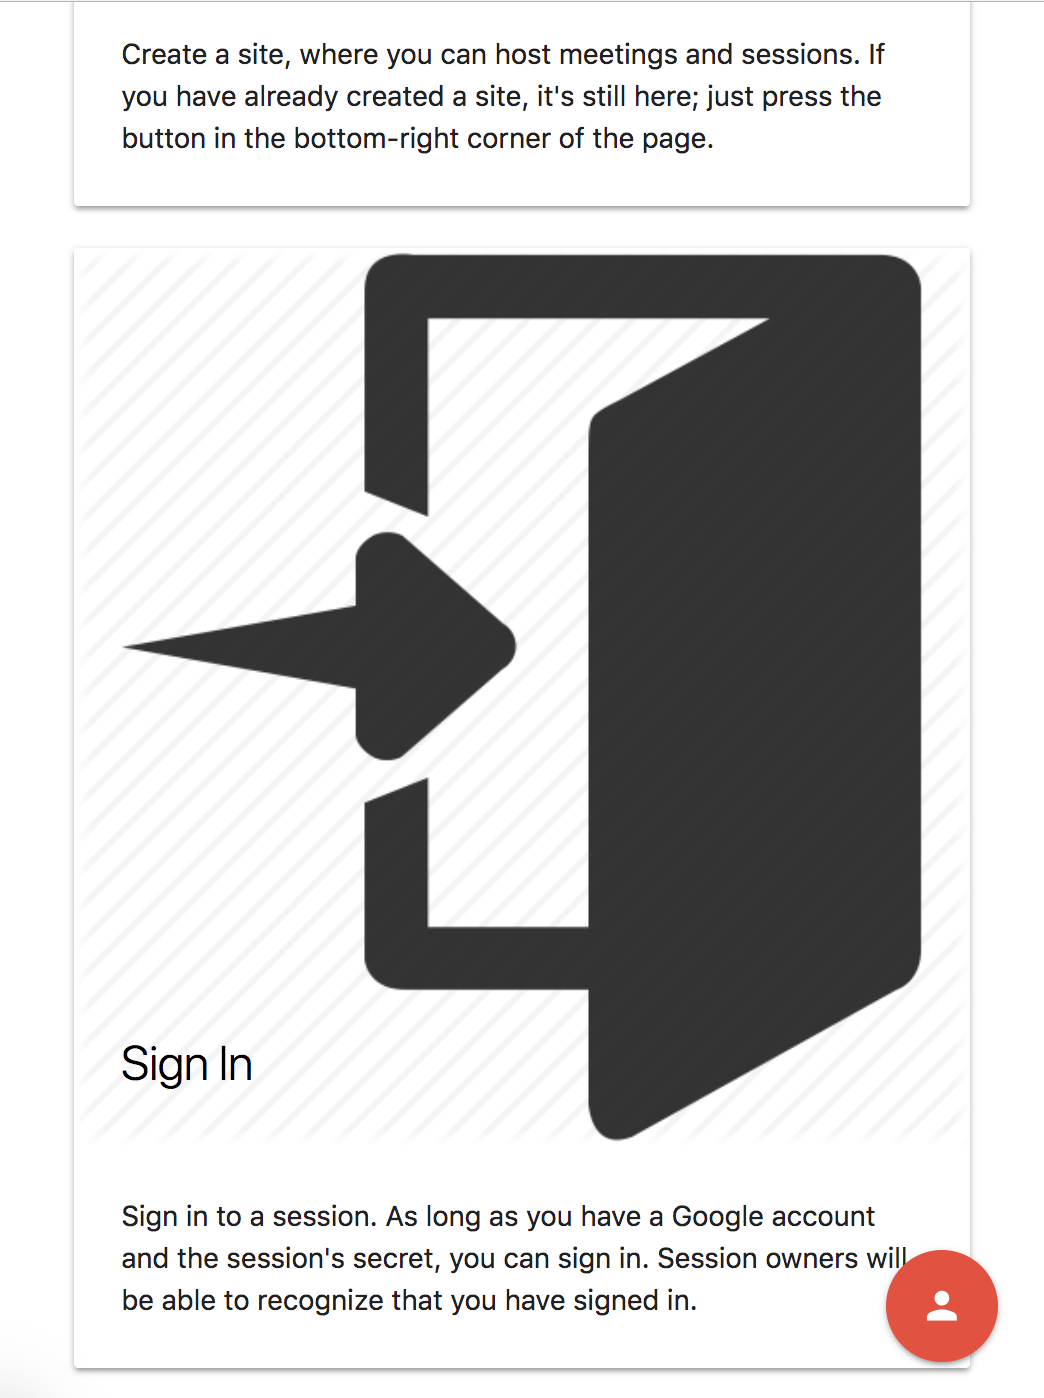 Create a site, where you can host meetings and sessions. If
you have already created a site, it's still here; just press the
button in the bottom-right corner of the page.
Sign In
Sign in to a session. As long as you have a Google account
and the session's secret, you can sign in. Session owners will
be able to recognize that you have signed in.